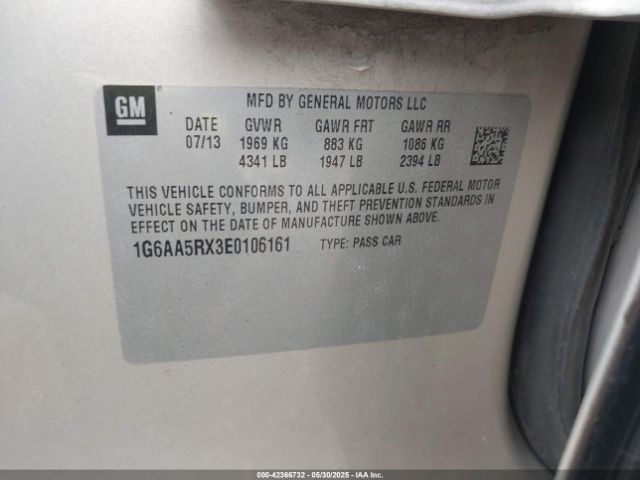 GM
MFD BY GENERAL MOTORS LLC
DATE GVWR GAWR FRT GAWR RR
07/13 1969 KG 883 KG 1086 KG
4341 LB 1947 LB 2394 LB
THIS VEHICLE CONFORMS TO ALL APPLICABLE U.S. FEDERAL MOTOR
VEHICLE SAFETY, BUMPER, AND THEFT PREVENTION STANDARDS IN
EFFECT ON THE DATE OF MANUFACTURE SHOWN ABOVE.
1G6AA5RX3E0106161 TYPE: PASS CAR
000-42366732 - 05/30/2025 - IAA Inc.